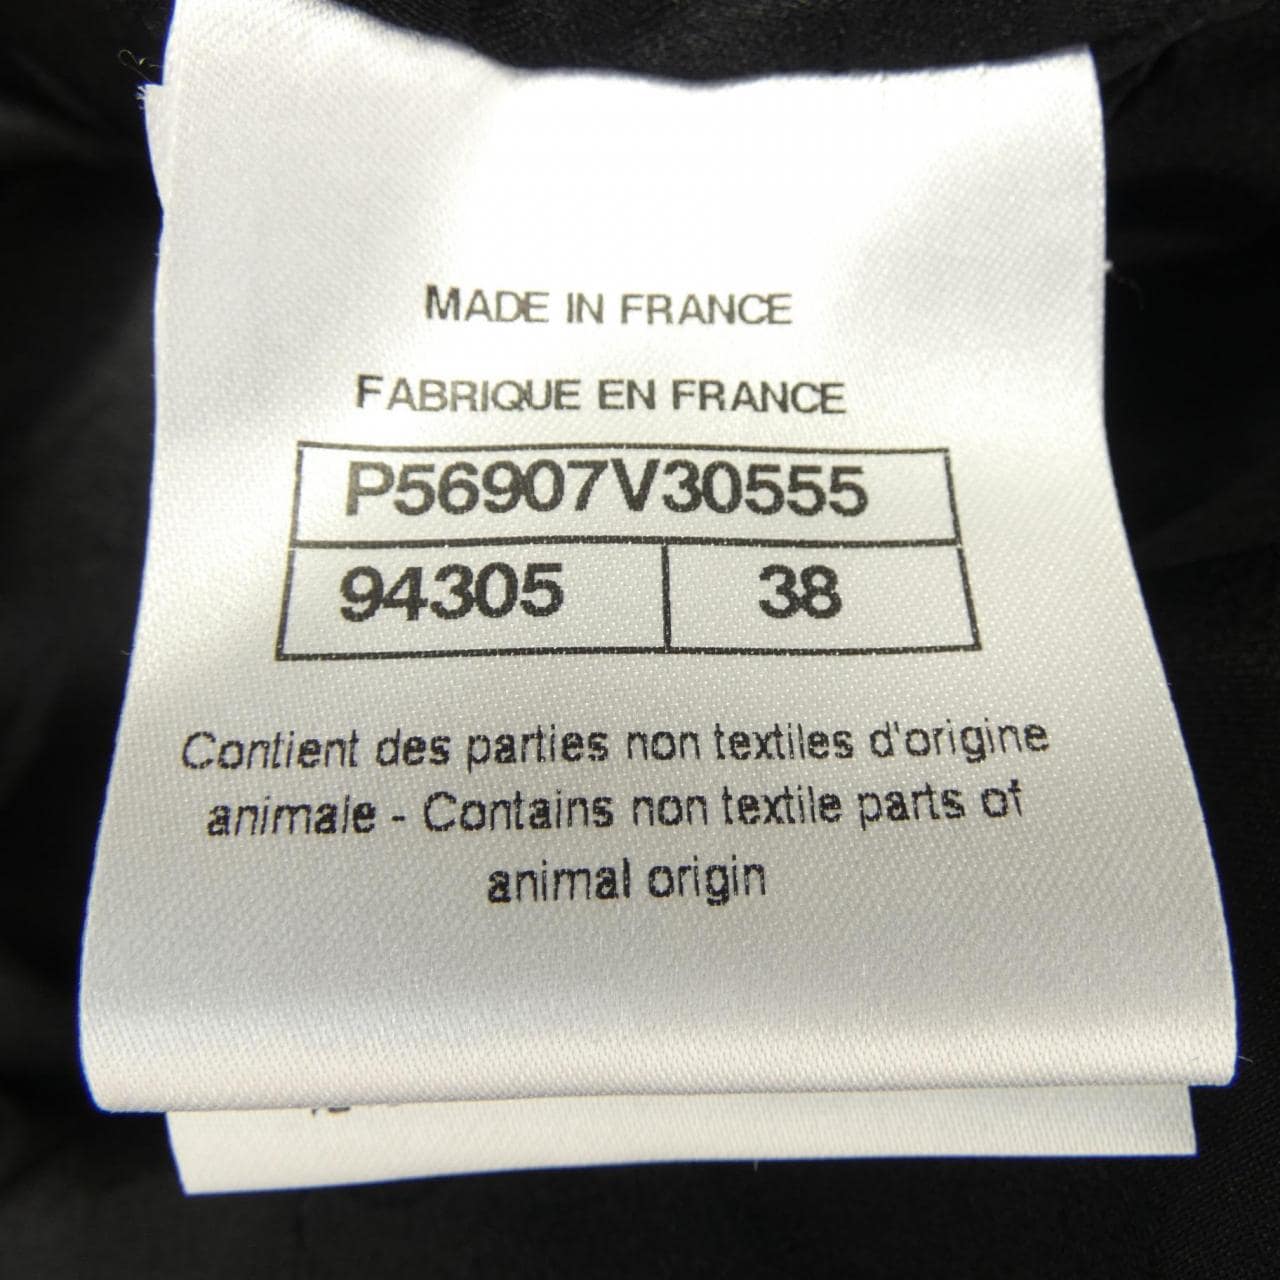 MADE IN FRANCE
FABRIQUE EN FRANCE
P56907V30555
94305 38
Contient des parties non textiles d'origine
animale - Contains non textile parts of
animal origin